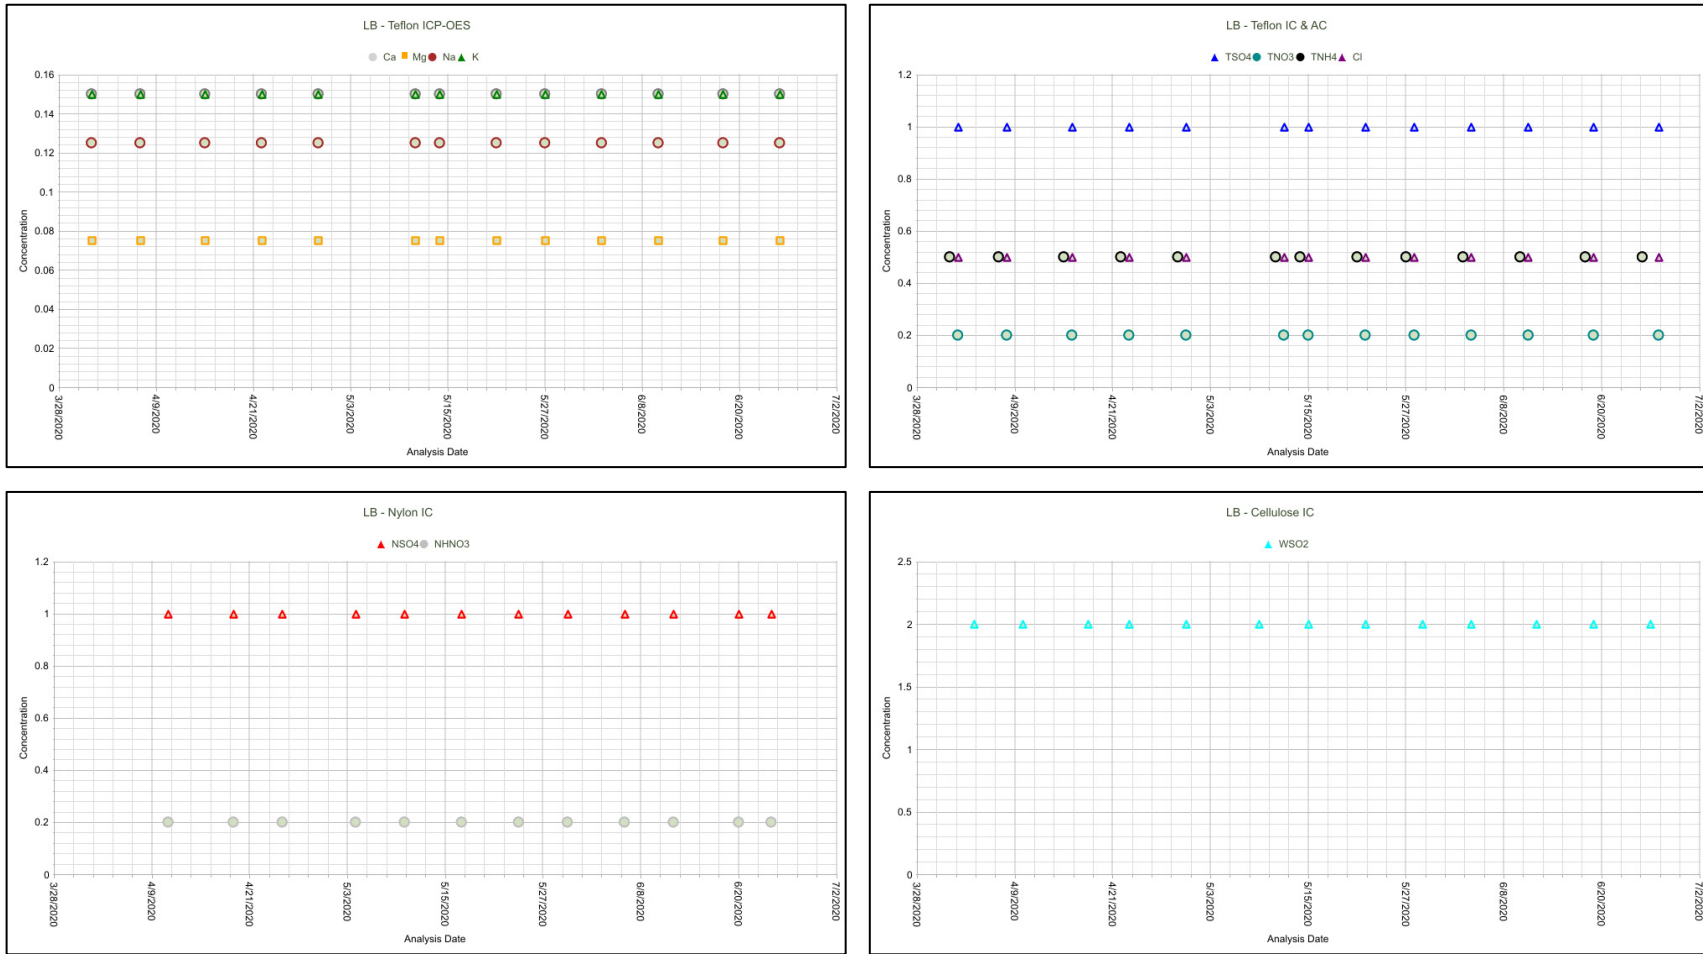 LB - Teflon ICP-OES
Ca Mg Na K
0.16
0.14
0.12
0.1
0.08
0.06
0.04
0.02
0
Concentration
3/28/2020 4/9/2020 4/21/2020 5/3/2020 5/15/2020 5/27/2020 6/8/2020 6/20/2020 7/2/2020
Analysis Date
LB - Teflon IC & AC
TSO4 TNO3 TNH4 Cl
1.2
1
0.8
0.6
0.4
0.2
0
Concentration
3/28/2020 4/9/2020 4/21/2020 5/3/2020 5/15/2020 5/27/2020 6/8/2020 6/20/2020 7/2/2020
Analysis Date
LB - Nylon IC
NSO4 NHNO3
1.2
1
0.8
0.6
0.4
0.2
0
Concentration
3/28/2020 4/9/2020 4/21/2020 5/3/2020 5/15/2020 5/27/2020 6/8/2020 6/20/2020 7/2/2020
Analysis Date
LB - Cellulose IC
WSO2
2.5
2
1.5
1
0.5
0
Concentration
3/28/2020 4/9/2020 4/21/2020 5/3/2020 5/15/2020 5/27/2020 6/8/2020 6/20/2020 7/2/2020
Analysis Date